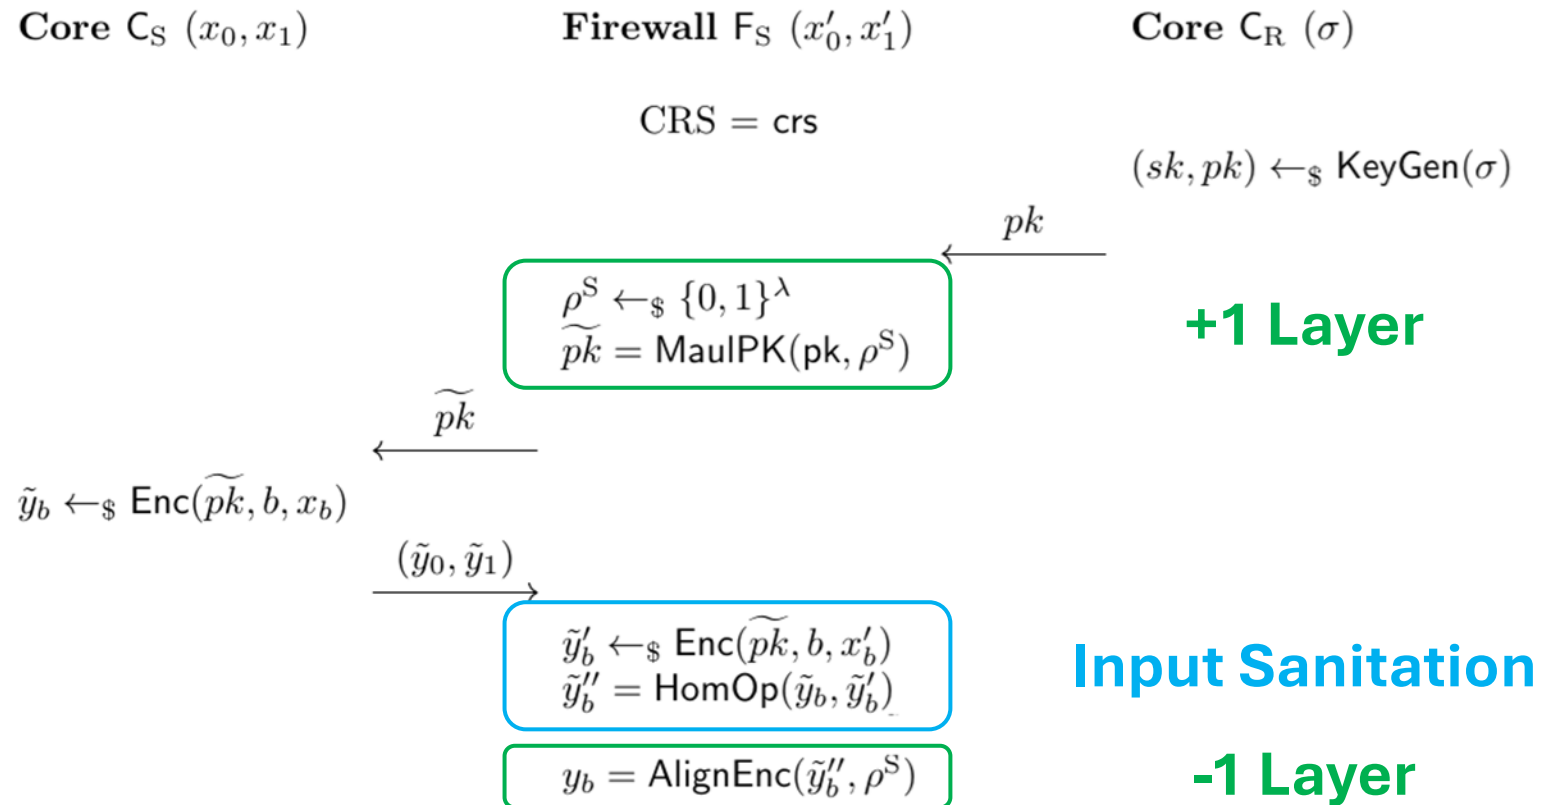 Core C_S (x_0, x_1) Firewall F_S (x'_0, x'_1) Core C_R (σ)
CRS = crs
(sk, pk) ←_$ KeyGen(σ)
pk
ρ^S ←_$ {0, 1}^λ
+1 Layer
p̃k̃ = MaulPK(pk, ρ^S)
p̃k̃
ỹ_b ←_$ Enc(p̃k̃, b, x_b)
(ỹ_0, ỹ_1)
ỹ'_b ←_$ Enc(p̃k̃, b, x'_b)
Input Sanitation
ỹ''_b = HomOp(ỹ_b, ỹ'_b)
y_b = AlignEnc(ỹ''_b, ρ^S)
-1 Layer